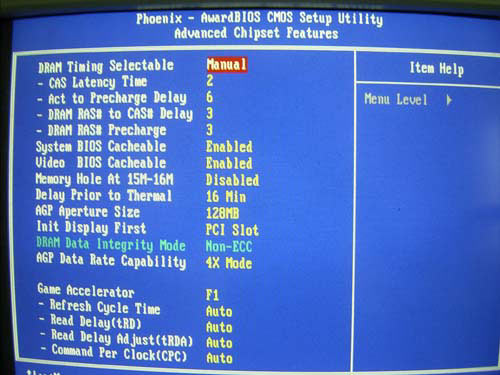 Phoenix - AwardBIOS CMOS Setup Utility
Advanced Chipset Features
DRAM Timing Selectable Manual
- CAS Latency Time 2
- Act to Precharge Delay 6
- DRAM RAS# to CAS# Delay 3
- DRAM RAS# Precharge 3
System BIOS Cacheable Enabled
Video BIOS Cacheable Enabled
Memory Hole At 15M-16M Disabled
Delay Prior to Thermal 16 Min
AGP Aperture Size 128MB
Init Display First PCI Slot
DRAM Data Integrity Mode Non-ECC
AGP Data Rate Capability 4X Mode
Game Accelerator F1
- Refresh Cycle Time Auto
- Read Delay(tRD) Auto
- Read Delay Adjust(tRDA) Auto
- Command Per Clock(CPC) Auto
Item Help
Menu Level